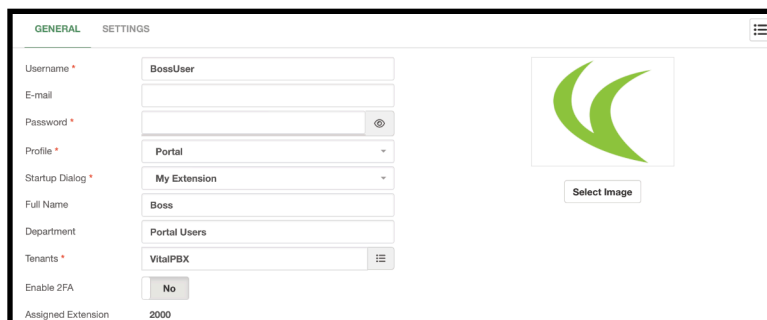 GENERAL SETTINGS
Username * BossUser
E-mail
Password *
Profile * Portal
Startup Dialog * My Extension
Select Image
Full Name Boss
Department Portal Users
Tenants * VitalPBX
Enable 2FA No
Assigned Extension 2000